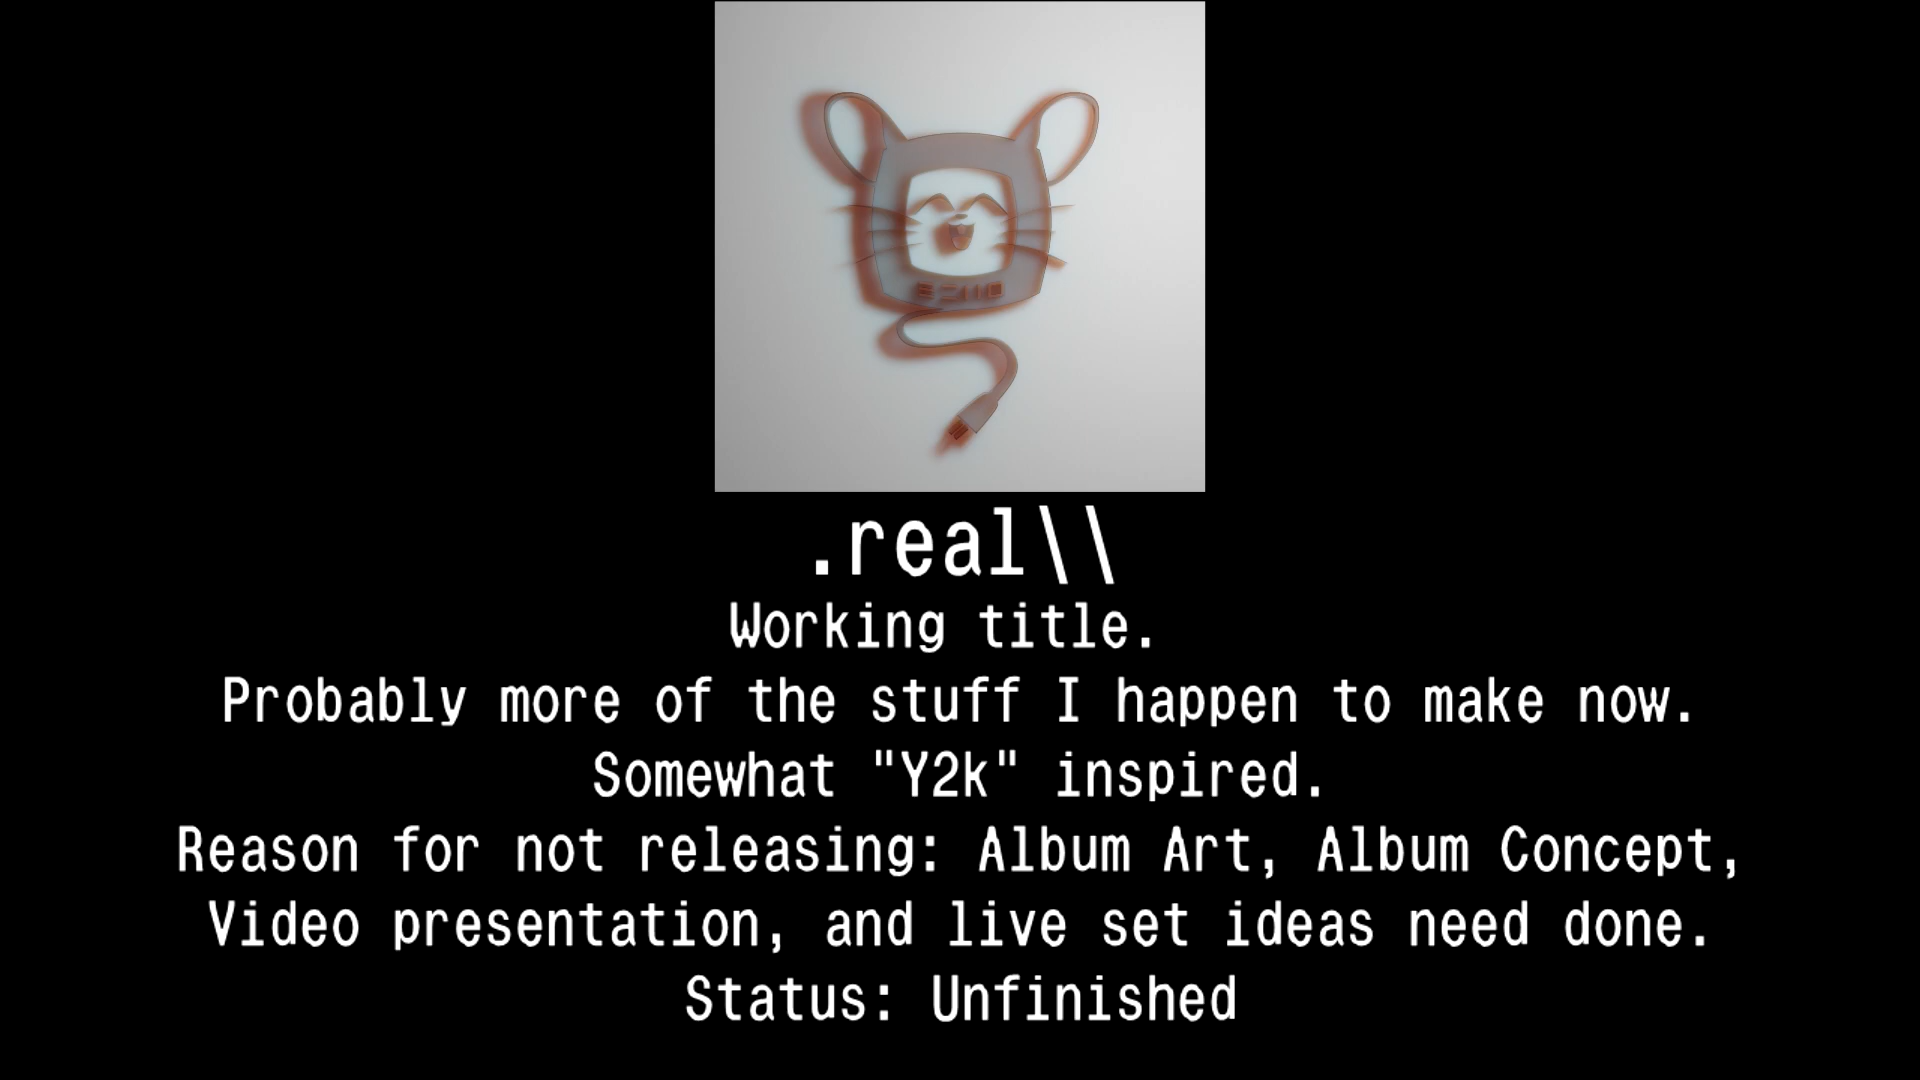 .real\\
Working title.
Probably more of the stuff I happen to make now.
Somewhat "Y2k" inspired.
Reason for not releasing: Album Art, Album Concept,
Video presentation, and live set ideas need done.
Status: Unfinished